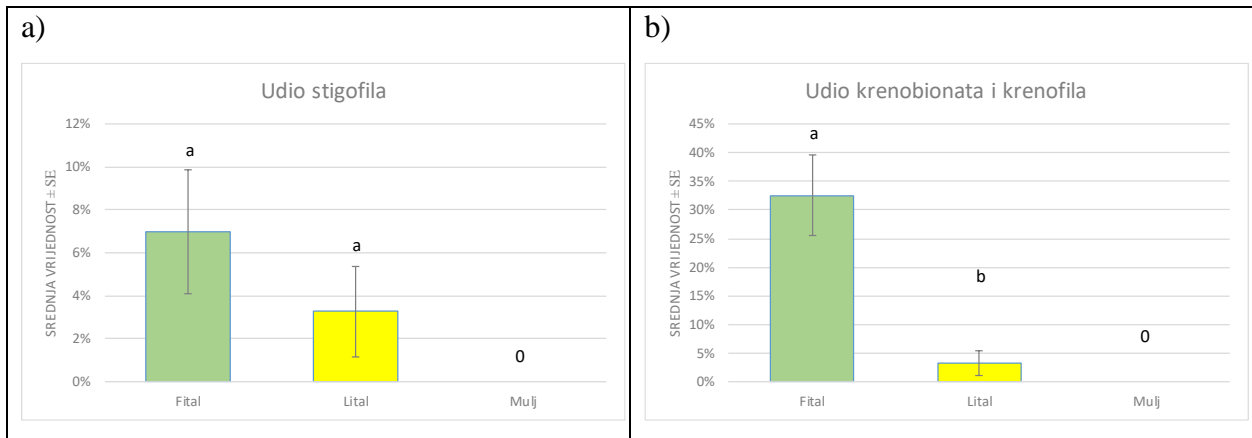 a)
Udio stigofila
SREDNJA VRIJEDNOST ± SE
12%
10%
8%
6%
4%
2%
0%
a
a
0
Fital Lital Mulj
b)
Udio krenobionata i krenofila
SREDNJA VRIJEDNOST ± SE
45%
40%
35%
30%
25%
20%
15%
10%
5%
0%
a
b
0
Fital Lital Mulj